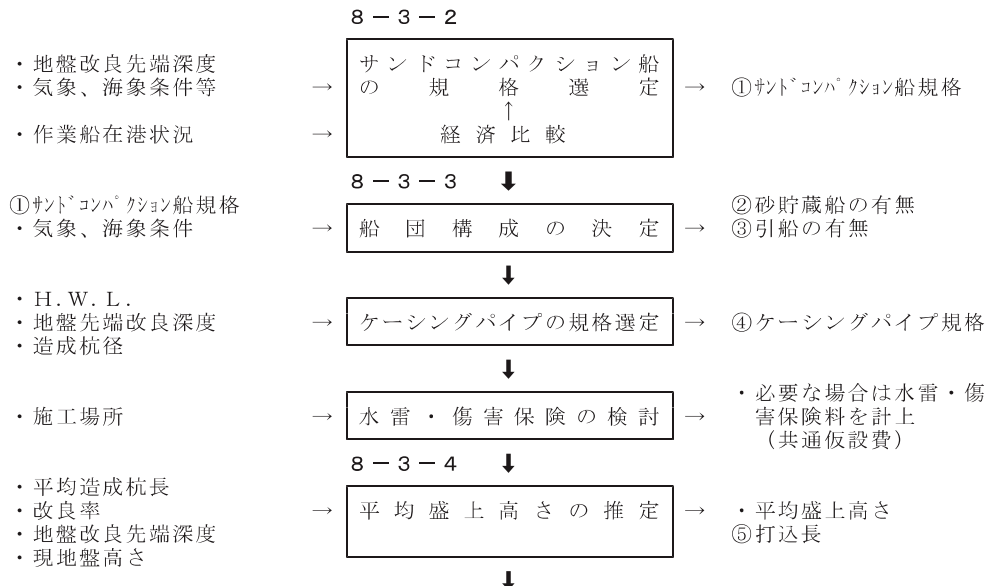 8－3－2
・地盤改良先端深度
・気象、海象条件等
・作業船在港状況
→
→
サンドコンパクション船
の規格選定
↑
経済比較
→ ①ｻﾝﾄﾞｺﾝﾊﾟｸｼｮﾝ船規格
8－3－3
①ｻﾝﾄﾞｺﾝﾊﾟｸｼｮﾝ船規格
・気象、海象条件
→
船団構成の決定
→
②砂貯蔵船の有無
③引船の有無
・H.W.L.
・地盤先端改良深度
・造成杭径
→
ケーシングパイプの規格選定
→ ④ケーシングパイプ規格
・施工場所
→
水雷・傷害保険の検討
→
・必要な場合は水雷・傷
害保険料を計上
（共通仮設費）
8－3－4
・平均造成杭長
・改良率
・地盤改良先端深度
・現地盤高さ
→
平均盛上高さの推定
→
・平均盛上高さ
⑤打込長